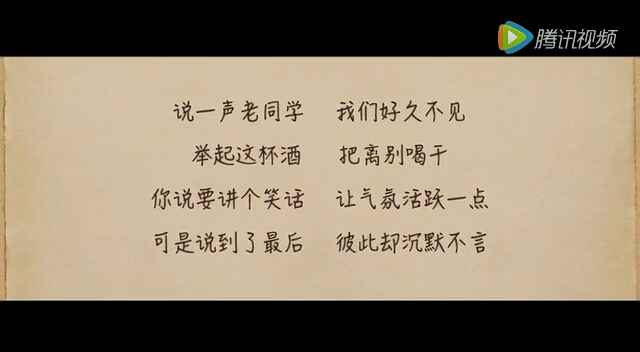 腾讯视频
说一声老同学 我们好久不见
举起这杯酒 把离别喝干
你说要讲个笑话 让气氛活跃一点
可是说到了最后 彼此却沉默不言